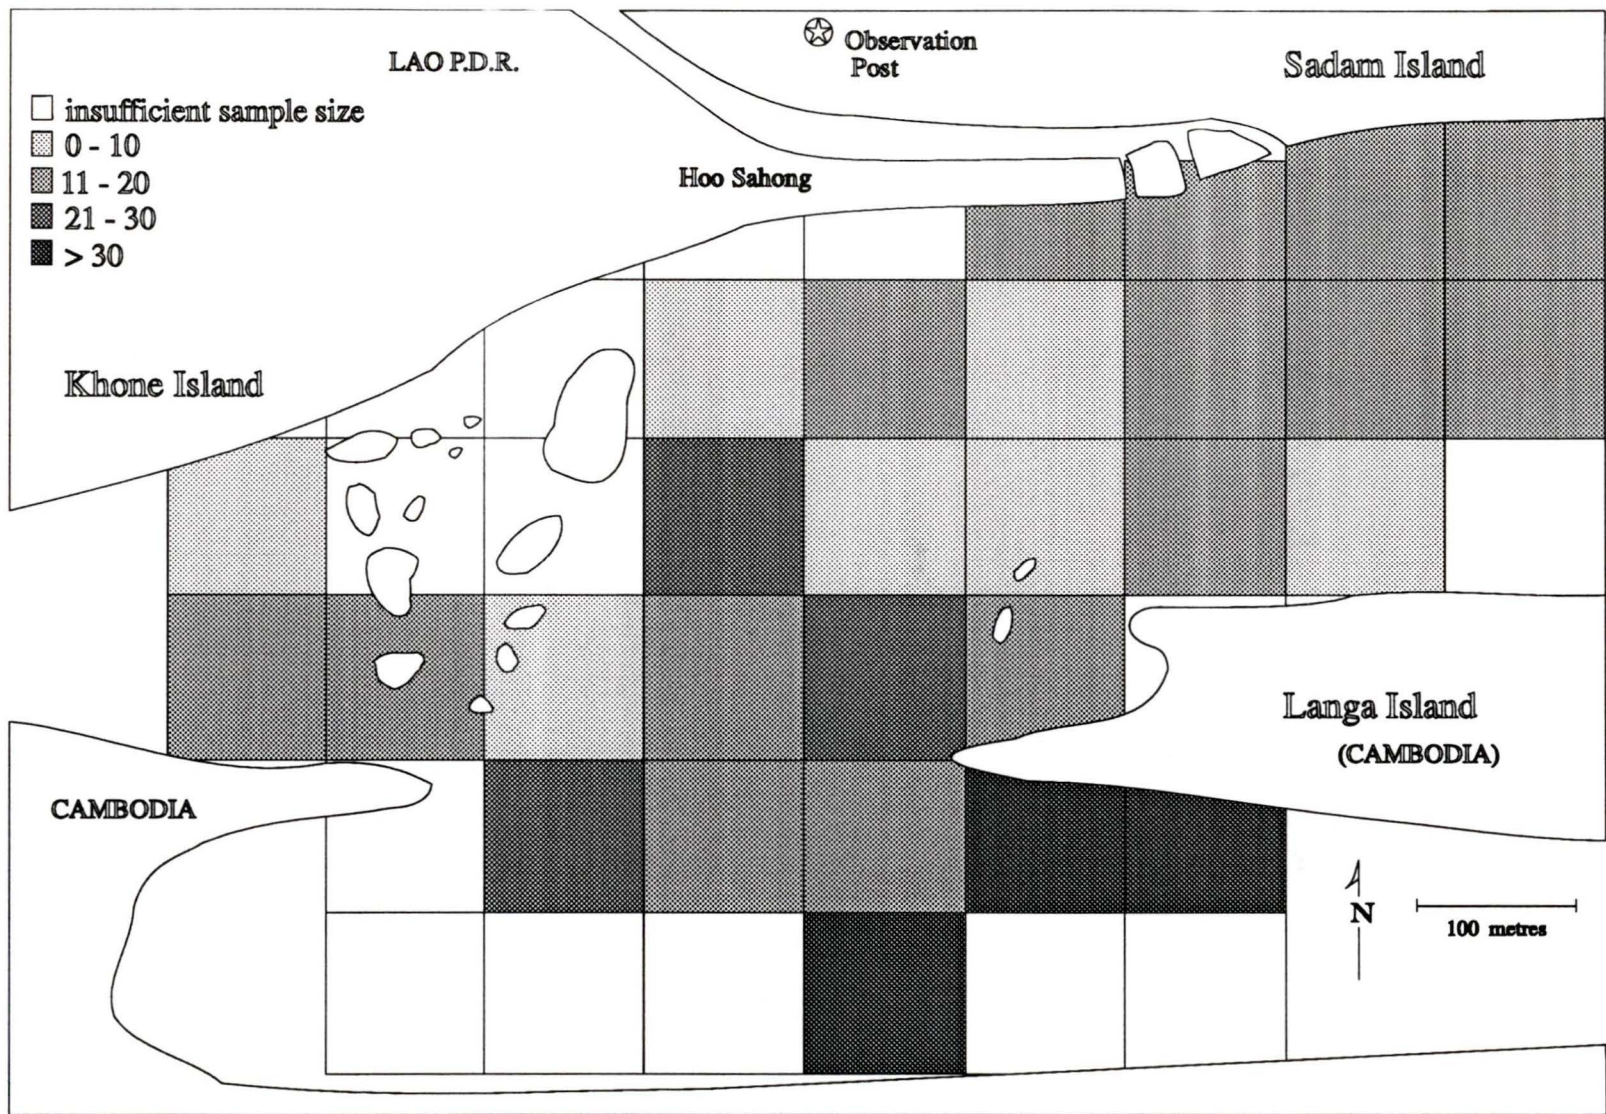 Observation
Post
LAO P.D.R.
Sadam Island
insufficient sample size
0 - 10
11 - 20
21 - 30
> 30
Hoo Sahong
Khone Island
Langa Island
(CAMBODIA)
CAMBODIA
N
100 metres